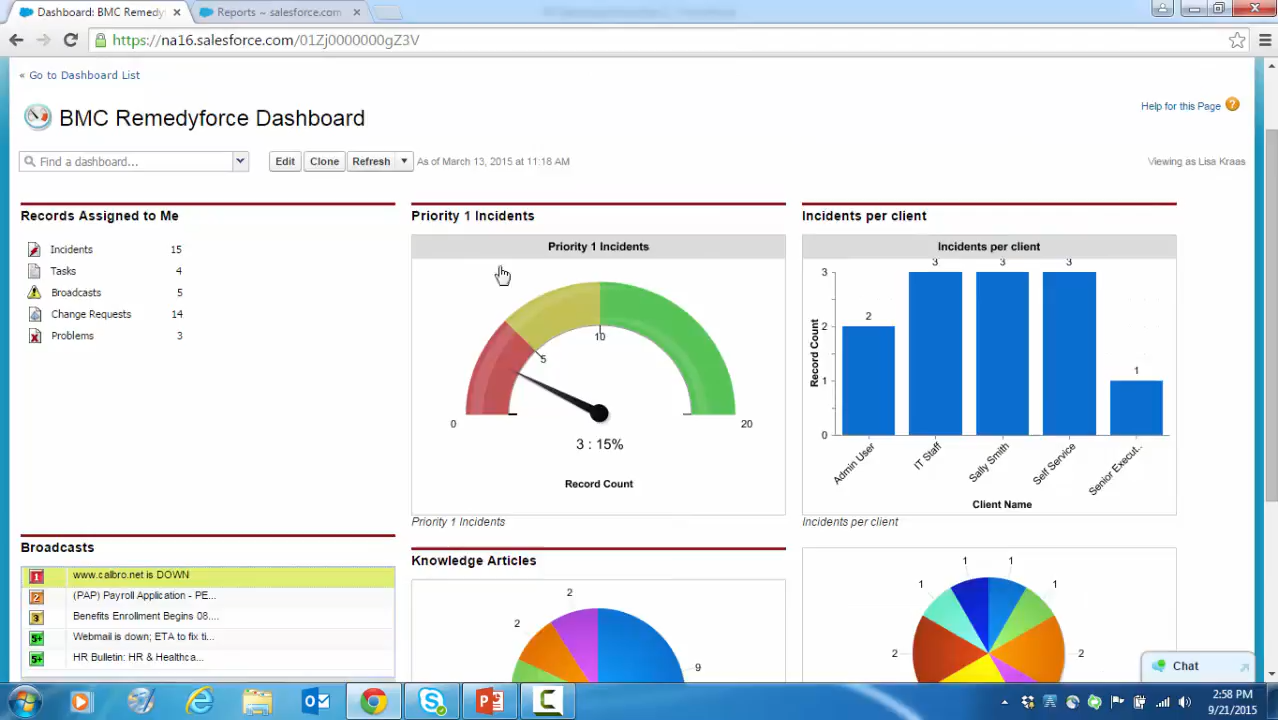 Dashboard: BMC Remedyfo
Reports ~ salesforce.com
https://na16.salesforce.com/01Zj0000000gZ3V
« Go to Dashboard List
BMC Remedyforce Dashboard
Help for this Page
Find a dashboard...
Edit
Clone
Refresh
As of March 13, 2015 at 11:18 AM
Viewing as Lisa Kraas
Records Assigned to Me
Incidents 15
Tasks 4
Broadcasts 5
Change Requests 14
Problems 3
Broadcasts
1 www.calbro.net is DOWN
2 (PAP) Payroll Application - PE...
3 Benefits Enrollment Begins 08....
5+ Webmail is down; ETA to fix ti...
5+ HR Bulletin: HR & Healthca...
Priority 1 Incidents
Priority 1 Incidents
0
5
10
20
3 : 15%
Record Count
Priority 1 Incidents
Knowledge Articles
2
2
9
Incidents per client
Incidents per client
Record Count
3
2
1
0
2
3
3
3
1
Admin User
IT Staff
Sally Smith
Self Service
Senior Execut..
Client Name
Incidents per client
1
1
1
1
2
2
Chat
2:58 PM
9/21/2015